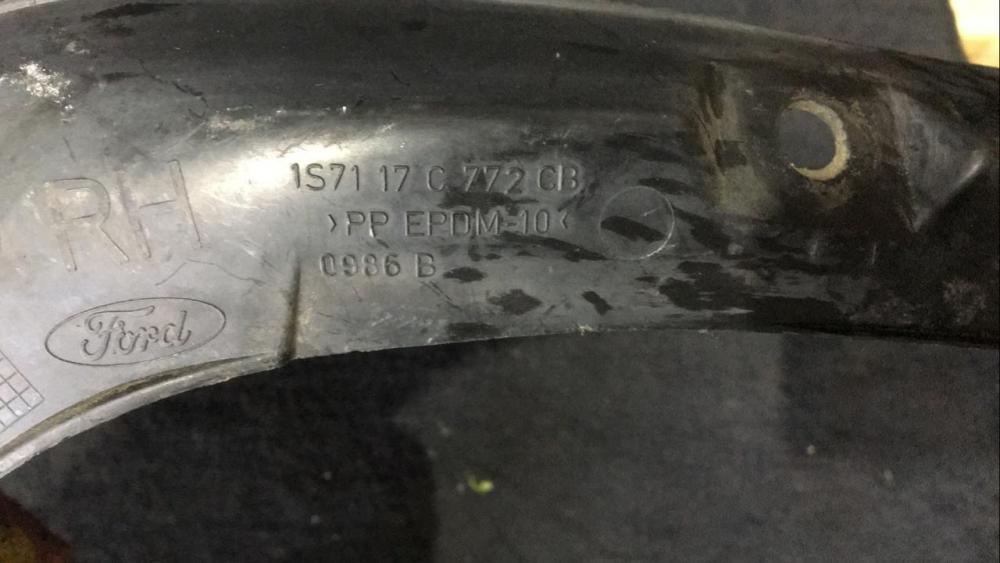 RH
1S71 17 C 772 CB
>PP EPDM-10<
0986 B
Ford